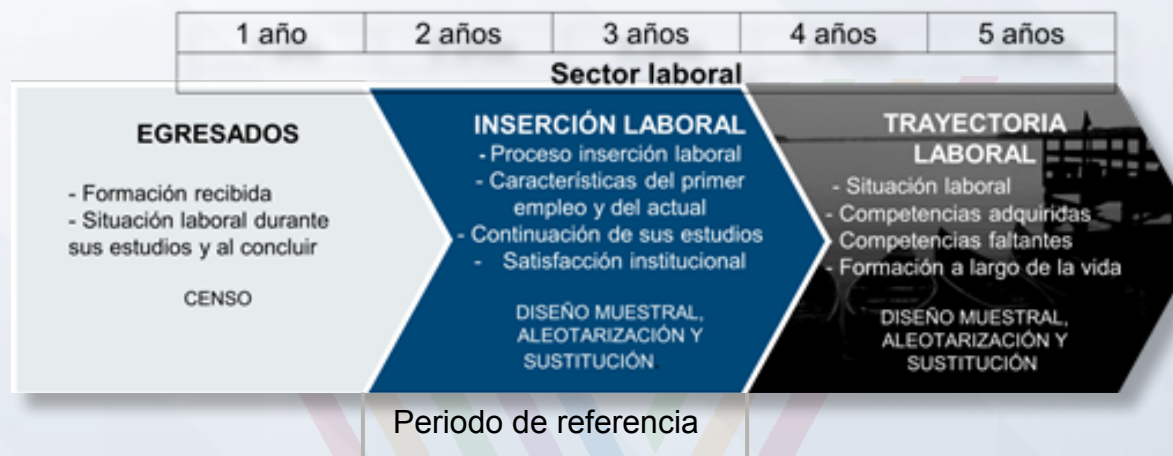 1 año 2 años 3 años 4 años 5 años
Sector laboral
EGRESADOS
- Formación recibida
- Situación laboral durante
sus estudios y al concluir
CENSO
INSERCIÓN LABORAL
- Proceso inserción laboral
- Características del primer
empleo y del actual
- Continuación de sus estudios
- Satisfacción institucional
DISEÑO MUESTRAL,
ALEOTARIZACIÓN Y
SUSTITUCIÓN.
TRAYECTORIA
LABORAL
- Situación laboral
- Competencias adquiridas
- Competencias faltantes
- Formación a largo de la vida
DISEÑO MUESTRAL,
ALEOTARIZACIÓN Y
SUSTITUCIÓN
Periodo de referencia